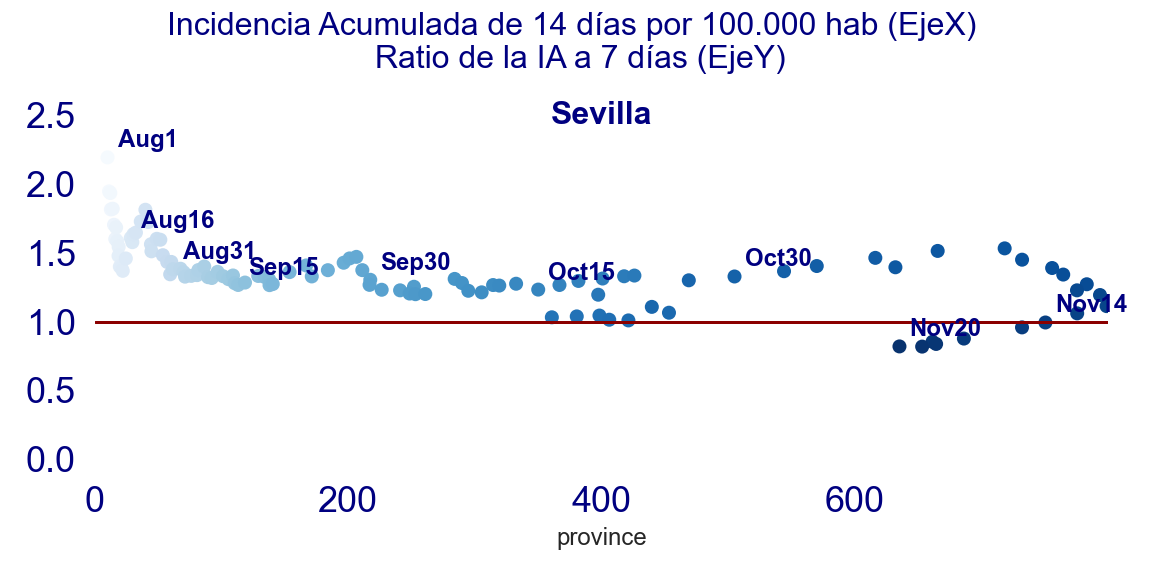 Incidencia Acumulada de 14 días por 100.000 hab (EjeX)
Ratio de la IA a 7 días (EjeY)
Sevilla
2.5
Aug1
2.0
Aug16
1.5
Aug31
Sep15
Sep30
Oct15
Oct30
Nov14
1.0
Nov20
0.5
0.0
0
200
400
600
province